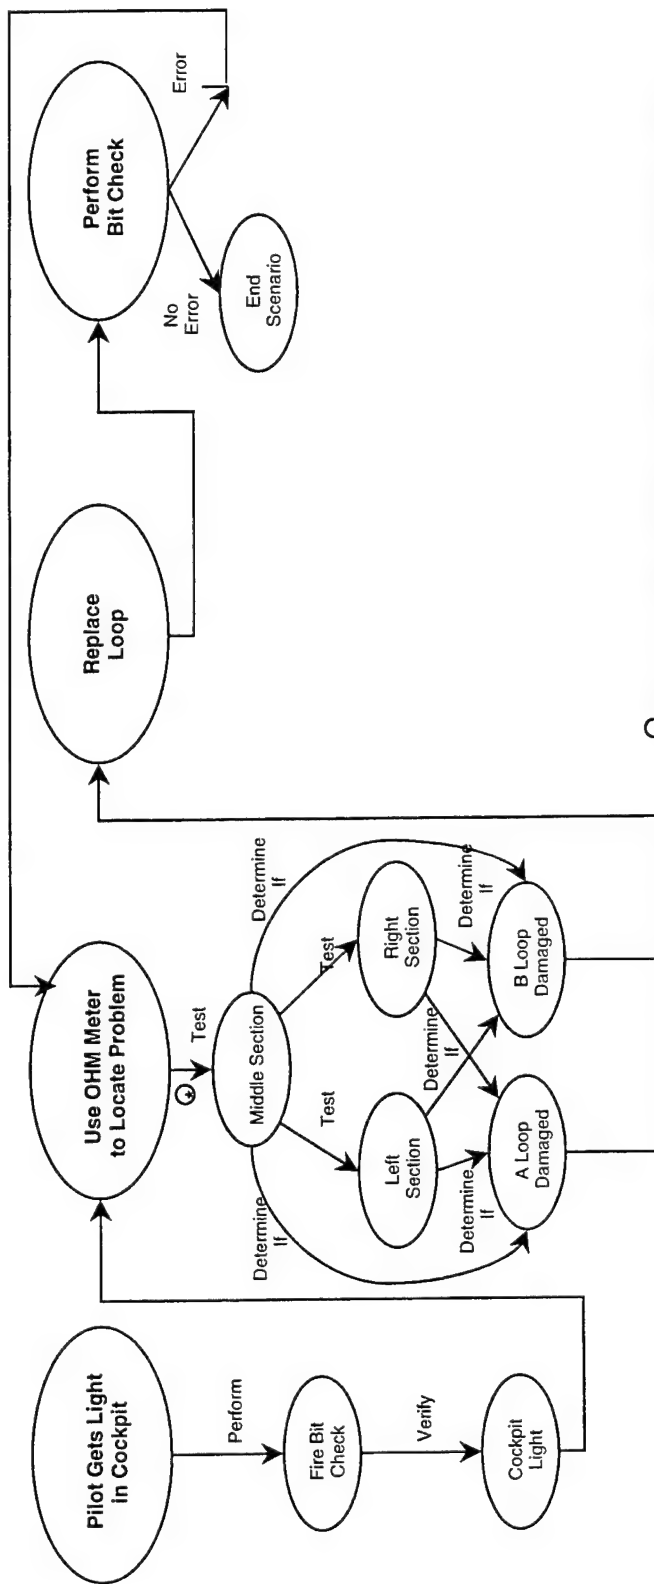 Pilot Gets Light
in Cockpit
Perform
Fire Bit
Check
Verify
Cockpit
Light
Use OHM Meter
to Locate Problem
Test
*
Middle Section
Determine
If
Test
Test
Determine
If
Left
Section
Right
Section
Determine
If
Determine
If
Determine
If
A Loop
Damaged
B Loop
Damaged
Replace
Loop
Perform
Bit Check
No
Error
Error
End
Scenario